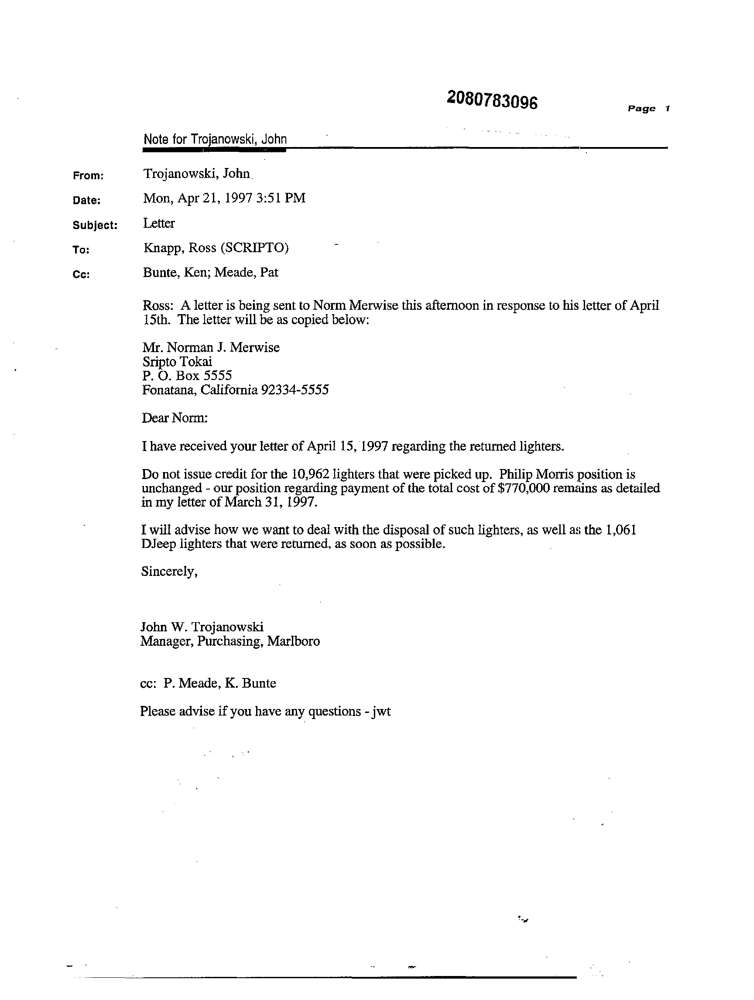 2080783096
Page 1
Note for Trojanowski, John
From: Trojanowski, John
Date: Mon, Apr 21, 1997 3:51 PM
Subject: Letter
To: Knapp, Ross (SCRIPTO)
Cc: Bunte, Ken; Meade, Pat
Ross: A letter is being sent to Norm Merwise this afternoon in response to his letter of April
15th. The letter will be as copied below:
Mr. Norman J. Merwise
Sripto Tokai
P. O. Box 5555
Fonatana, California 92334-5555
Dear Norm:
I have received your letter of April 15, 1997 regarding the returned lighters.
Do not issue credit for the 10,962 lighters that were picked up. Philip Morris position is
unchanged - our position regarding payment of the total cost of $770,000 remains as detailed
in my letter of March 31, 1997.
I will advise how we want to deal with the disposal of such lighters, as well as the 1,061
DJeep lighters that were returned, as soon as possible.
Sincerely,
John W. Trojanowski
Manager, Purchasing, Marlboro
cc: P. Meade, K. Bunte
Please advise if you have any questions - jwt